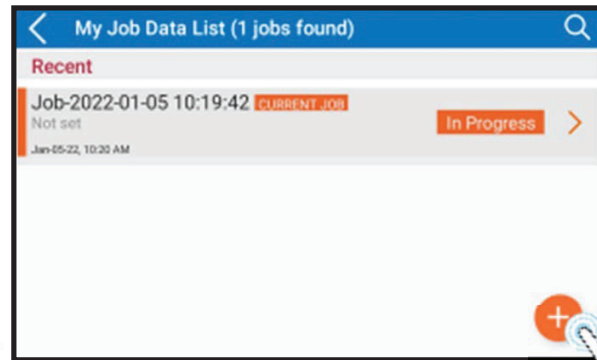 My Job Data List (1 jobs found)
Recent
Job-2022-01-05 10:19:42 CURRENT JOB
Not set
In Progress
Jan-05-22, 10:20 AM